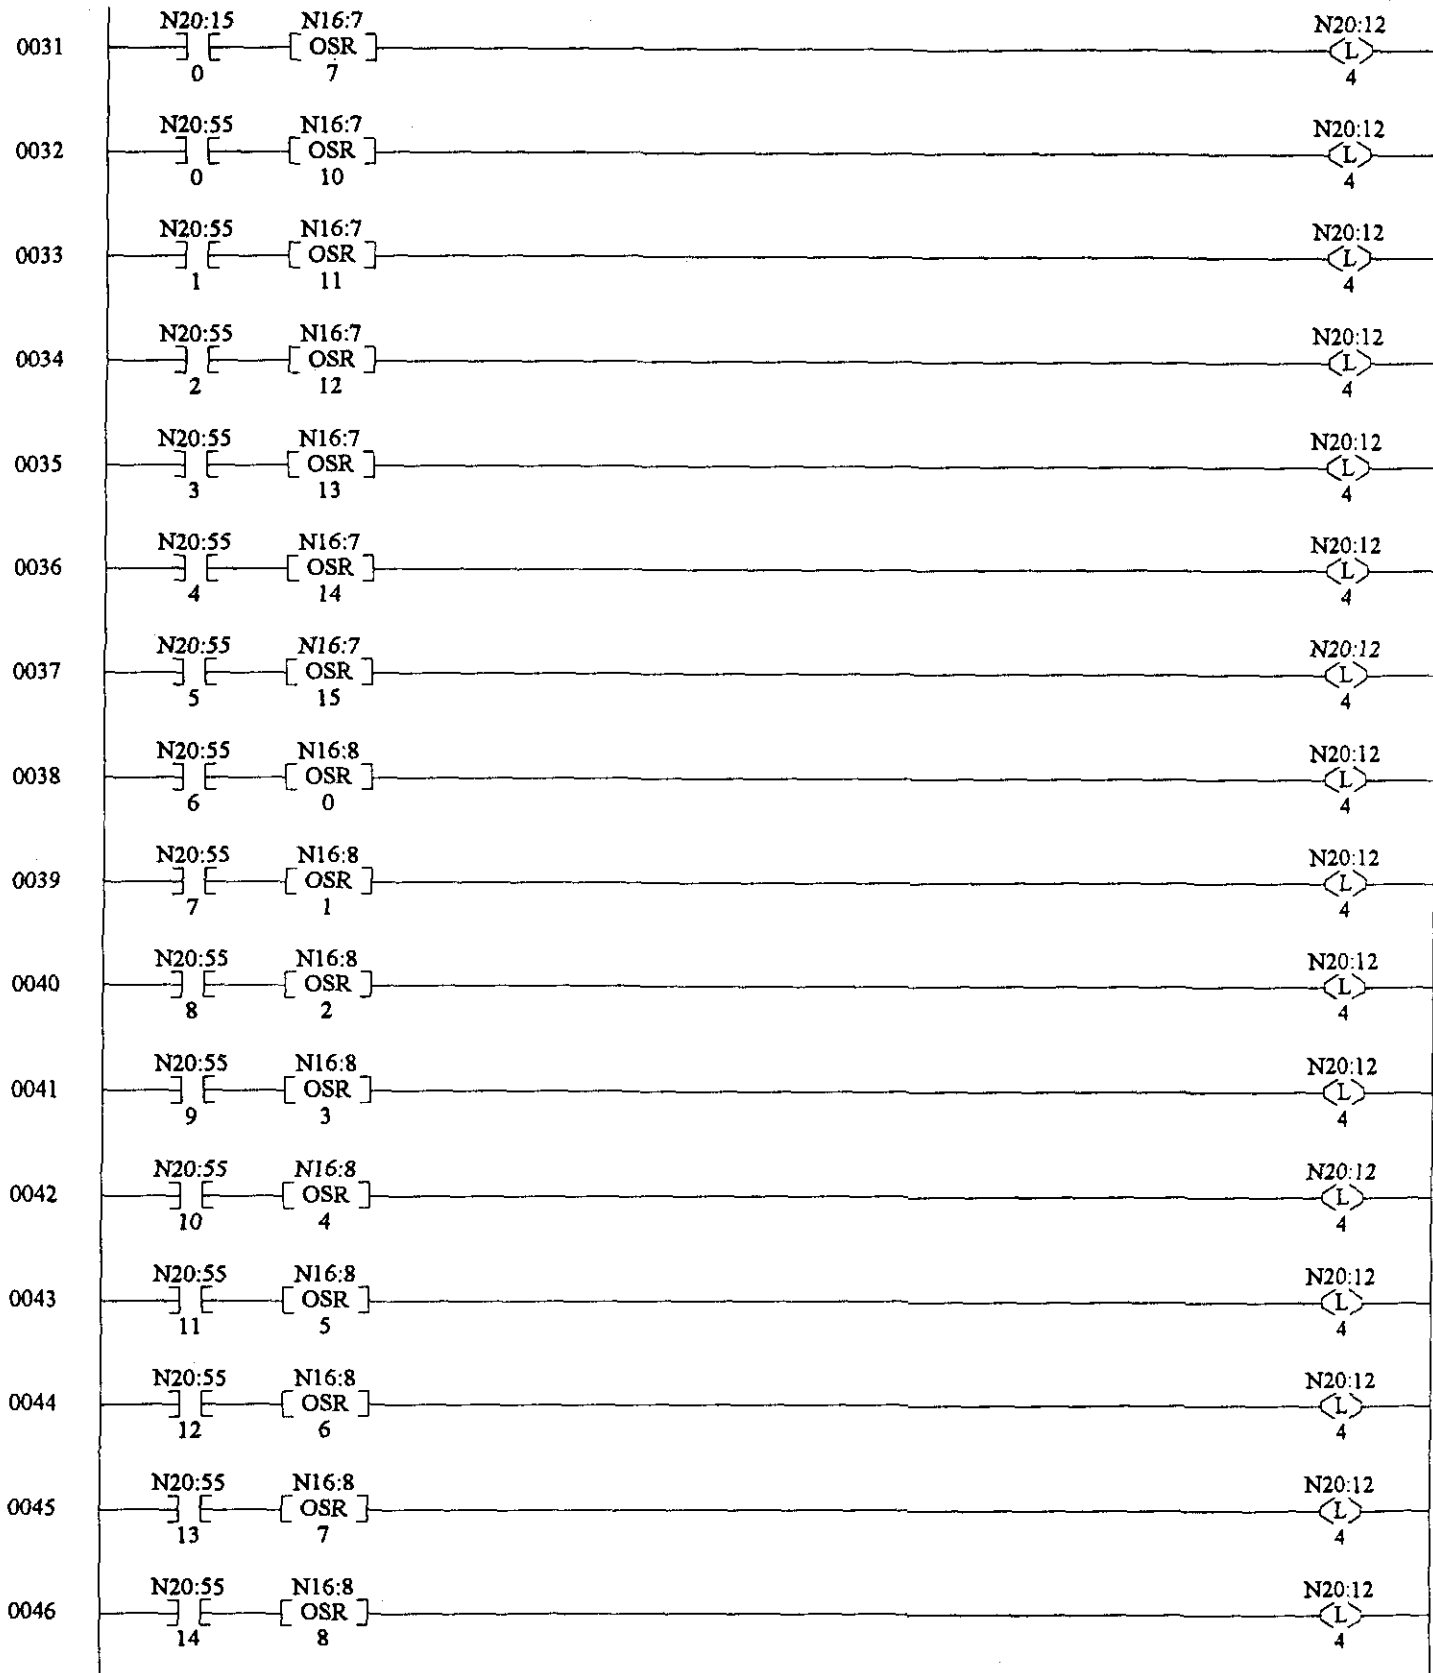 N20:15 N16:7 N20:12
0031 OSR L
0 7 4
N20:55 N16:7 N20:12
0032 OSR L
0 10 4
N20:55 N16:7 N20:12
0033 OSR L
1 11 4
N20:55 N16:7 N20:12
0034 OSR L
2 12 4
N20:55 N16:7 N20:12
0035 OSR L
3 13 4
N20:55 N16:7 N20:12
0036 OSR L
4 14 4
N20:55 N16:7 N20:12
0037 OSR L
5 15 4
N20:55 N16:8 N20:12
0038 OSR L
6 0 4
N20:55 N16:8 N20:12
0039 OSR L
7 1 4
N20:55 N16:8 N20:12
0040 OSR L
8 2 4
N20:55 N16:8 N20:12
0041 OSR L
9 3 4
N20:55 N16:8 N20:12
0042 OSR L
10 4 4
N20:55 N16:8 N20:12
0043 OSR L
11 5 4
N20:55 N16:8 N20:12
0044 OSR L
12 6 4
N20:55 N16:8 N20:12
0045 OSR L
13 7 4
N20:55 N16:8 N20:12
0046 OSR L
14 8 4